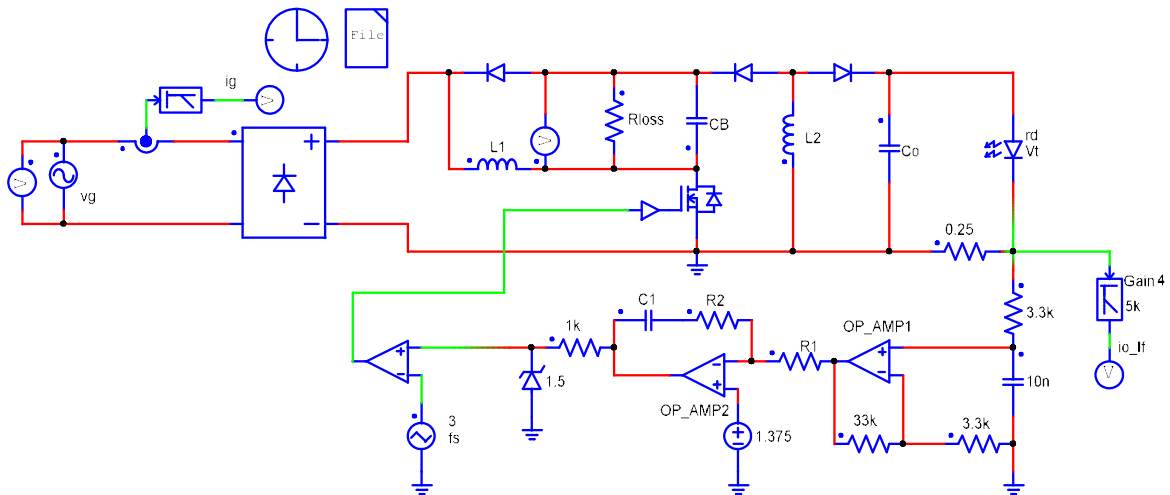 File
ig
V
Rloss
CB
L1
V
L2
Co
rd
Vt
V
vg
0.25
Gain 4
5k
3.3k
io_lf
V
C1
R2
1k
OP_AMP1
R1
1.5
OP_AMP2
10n
3
fs
1.375
33k
3.3k